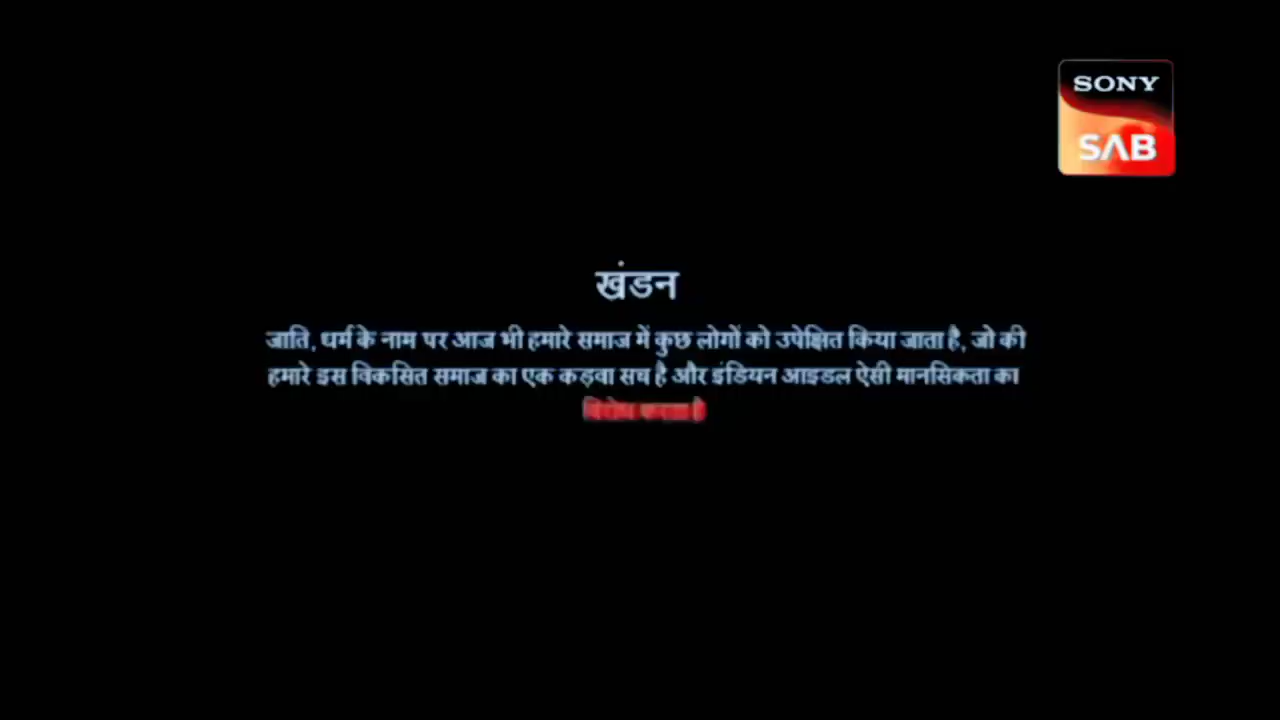 SONY
SAB
खंडन
जाति, धर्म के नाम पर आज भी हमारे समाज में कुछ लोगों को उपेक्षित किया जाता है, जो की
हमारे इस विकसित समाज का एक कड़वा सच है और इंडियन आइडल ऐसी मानसिकता का
विरोध करता है